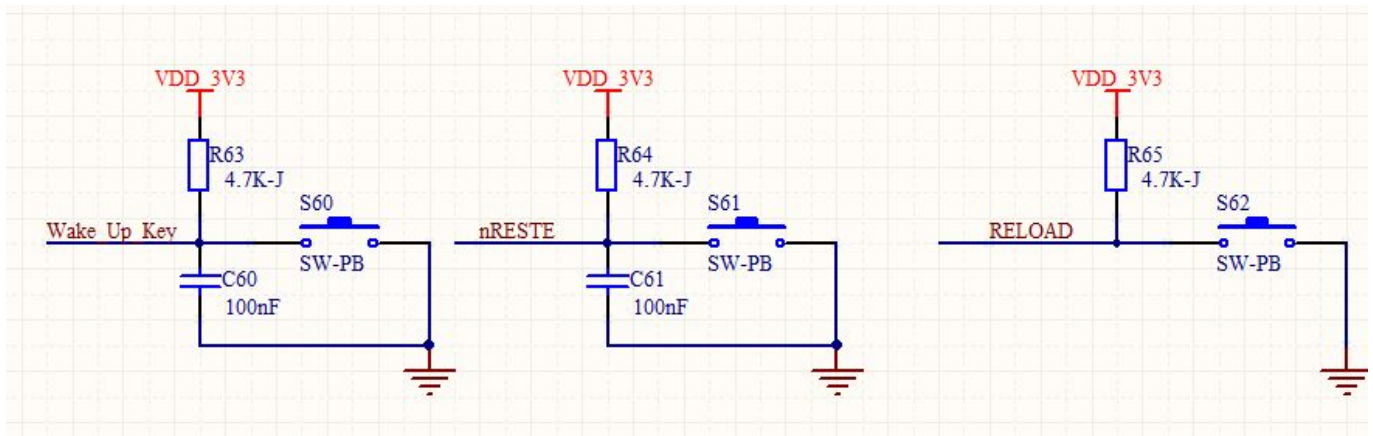 VDD_3V3
R63
4.7K-J
S60
Wake_Up_Key
SW-PB
C60
100nF
VDD_3V3
R64
4.7K-J
S61
nRESTE
SW-PB
C61
100nF
VDD_3V3
R65
4.7K-J
S62
RELOAD
SW-PB